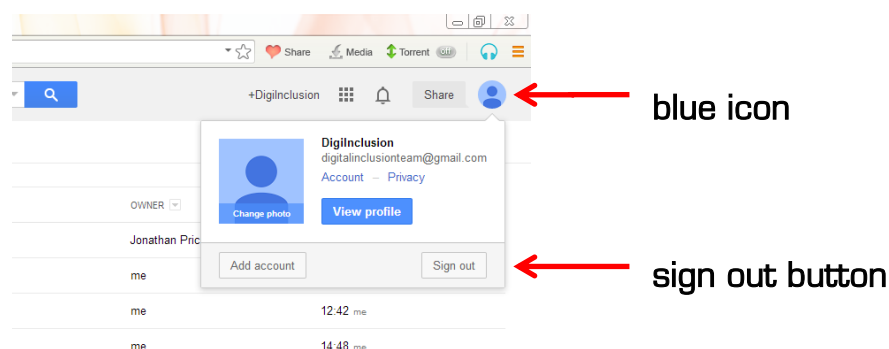 Share Media Torrent Off
+DigiInclusion Share
blue icon
DigiInclusion
digitalinclusionteam@gmail.com
Account – Privacy
Change photo
View profile
OWNER
Jonathan Pric
Add account
Sign out
sign out button
me
me
12:42 me
me
14:48 me